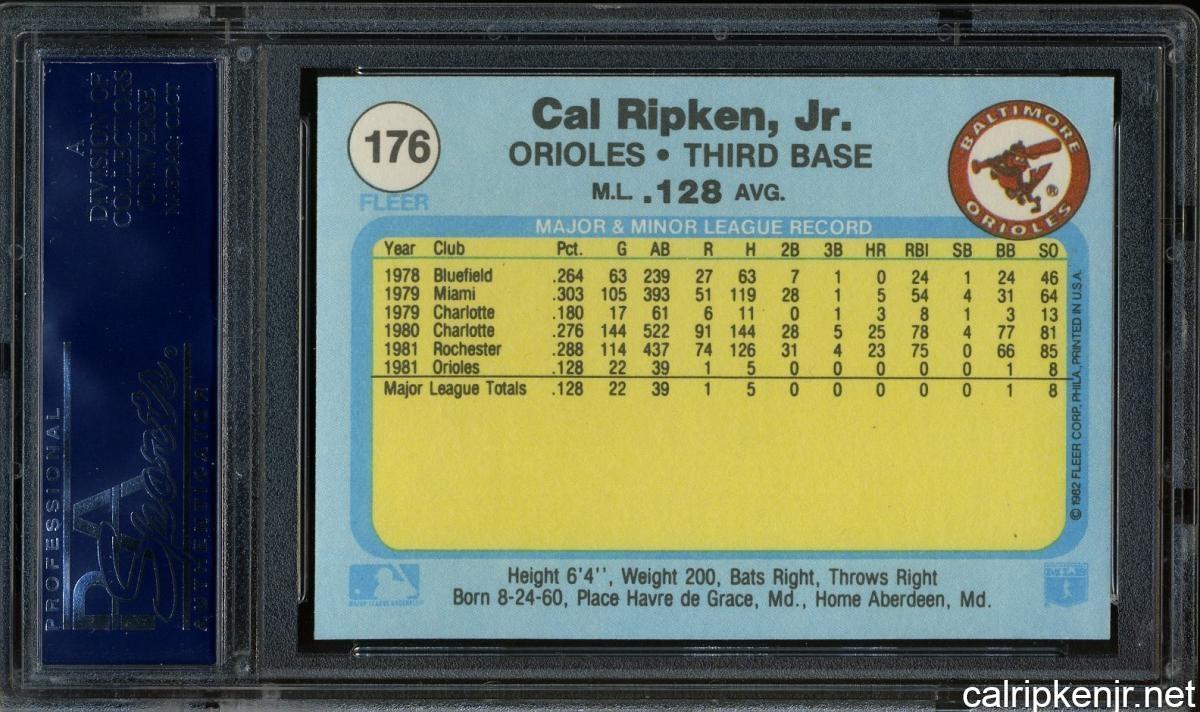 A
DIVISION OF
COLLECTORS
UNIVERSE
NASDAQ: CLCT
PROFESSIONAL
PSA
Sports®
AUTHENTICATOR
176
FLEER
Cal Ripken, Jr.
ORIOLES • THIRD BASE
M.L. .128 AVG.
BALTIMORE
ORIOLES
®
MAJOR & MINOR LEAGUE RECORD
Year Club Pct. G AB R H 2B 3B HR RBI SB BB SO
1978 Bluefield .264 63 239 27 63 7 1 0 24 1 24 46
1979 Miami .303 105 393 51 119 28 1 5 54 4 31 64
1979 Charlotte .180 17 61 6 11 0 1 3 8 1 3 13
1980 Charlotte .276 144 522 91 144 28 5 25 78 4 77 81
1981 Rochester .288 114 437 74 126 31 4 23 75 0 66 85
1981 Orioles .128 22 39 1 5 0 0 0 0 0 1 8
Major League Totals .128 22 39 1 5 0 0 0 0 0 1 8
© 1982 FLEER CORP., PHILA., PRINTED IN U.S.A.
Height 6'4'', Weight 200, Bats Right, Throws Right
Born 8-24-60, Place Havre de Grace, Md., Home Aberdeen, Md.
MAJOR LEAGUE BASEBALL®
calripkenjr.net